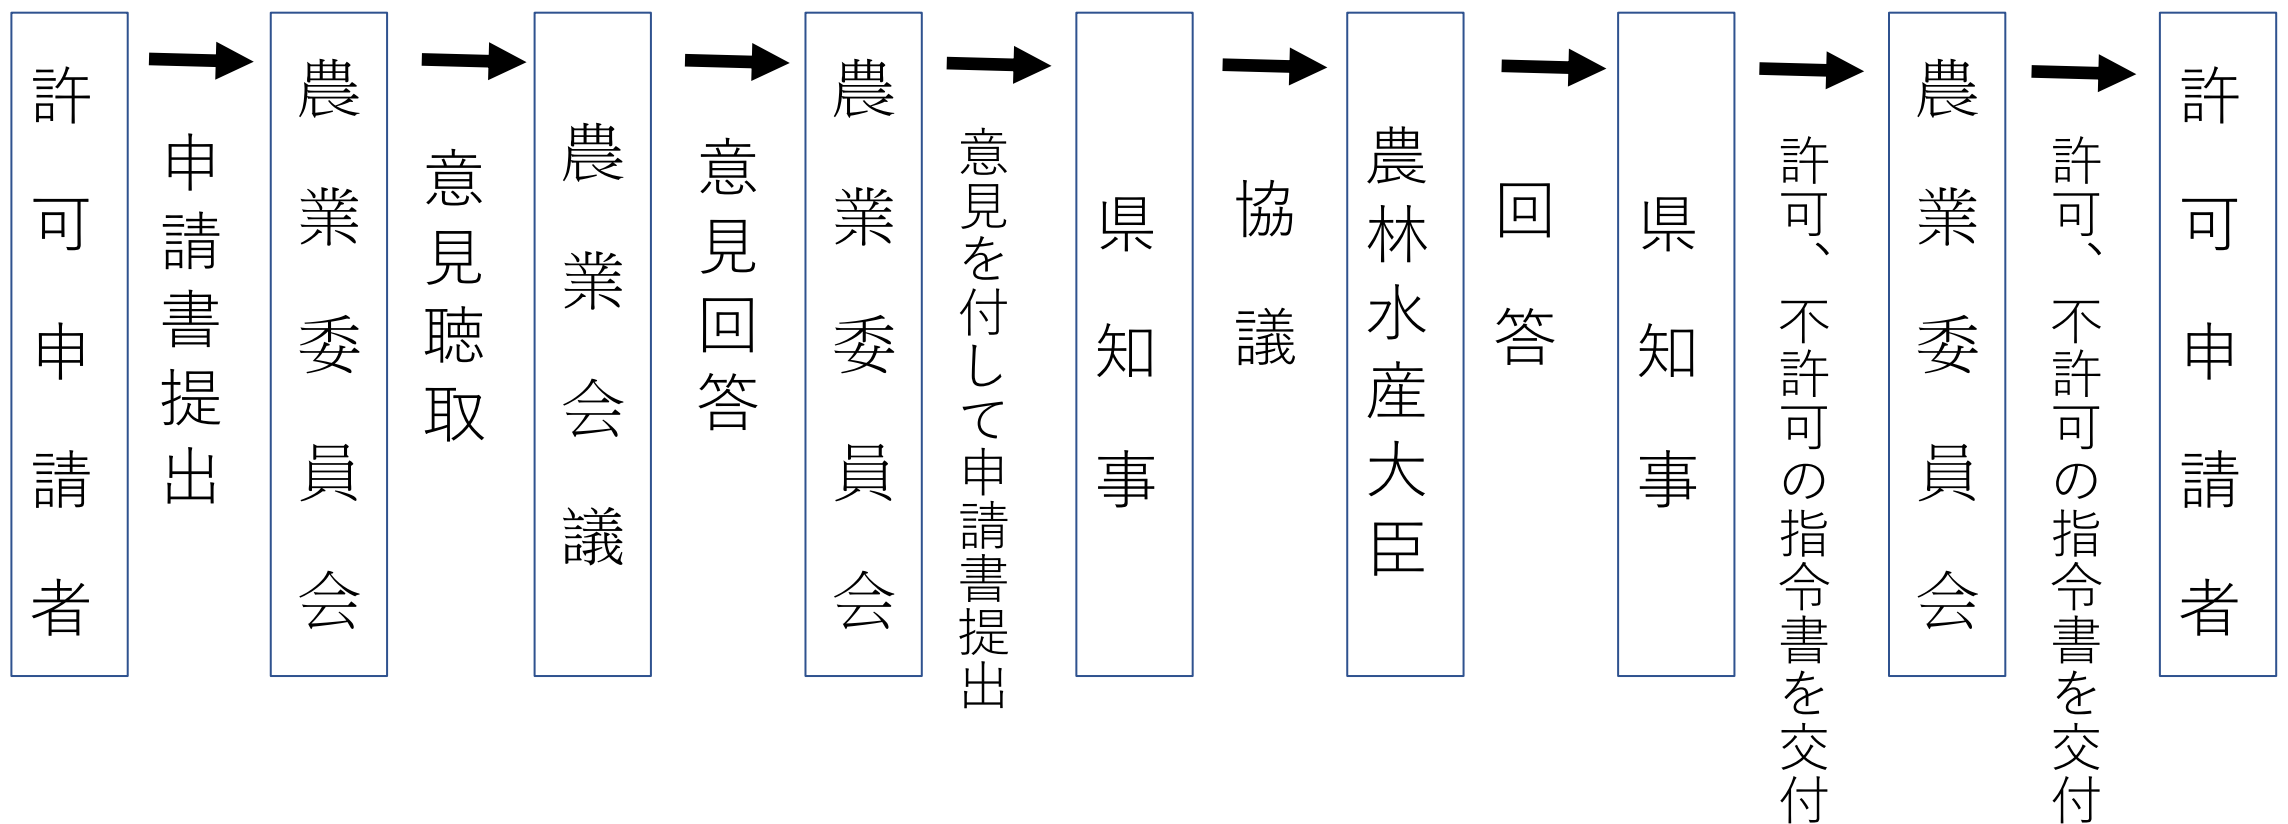 許可申請者
申請書提出
農業委員会
意見聴取
農業会議
意見回答
農業委員会
意見を付して申請書提出
県知事
協議
農林水産大臣
回答
県知事
許可、不許可の指令書を交付
農業委員会
許可、不許可の指令書を交付
許可申請者